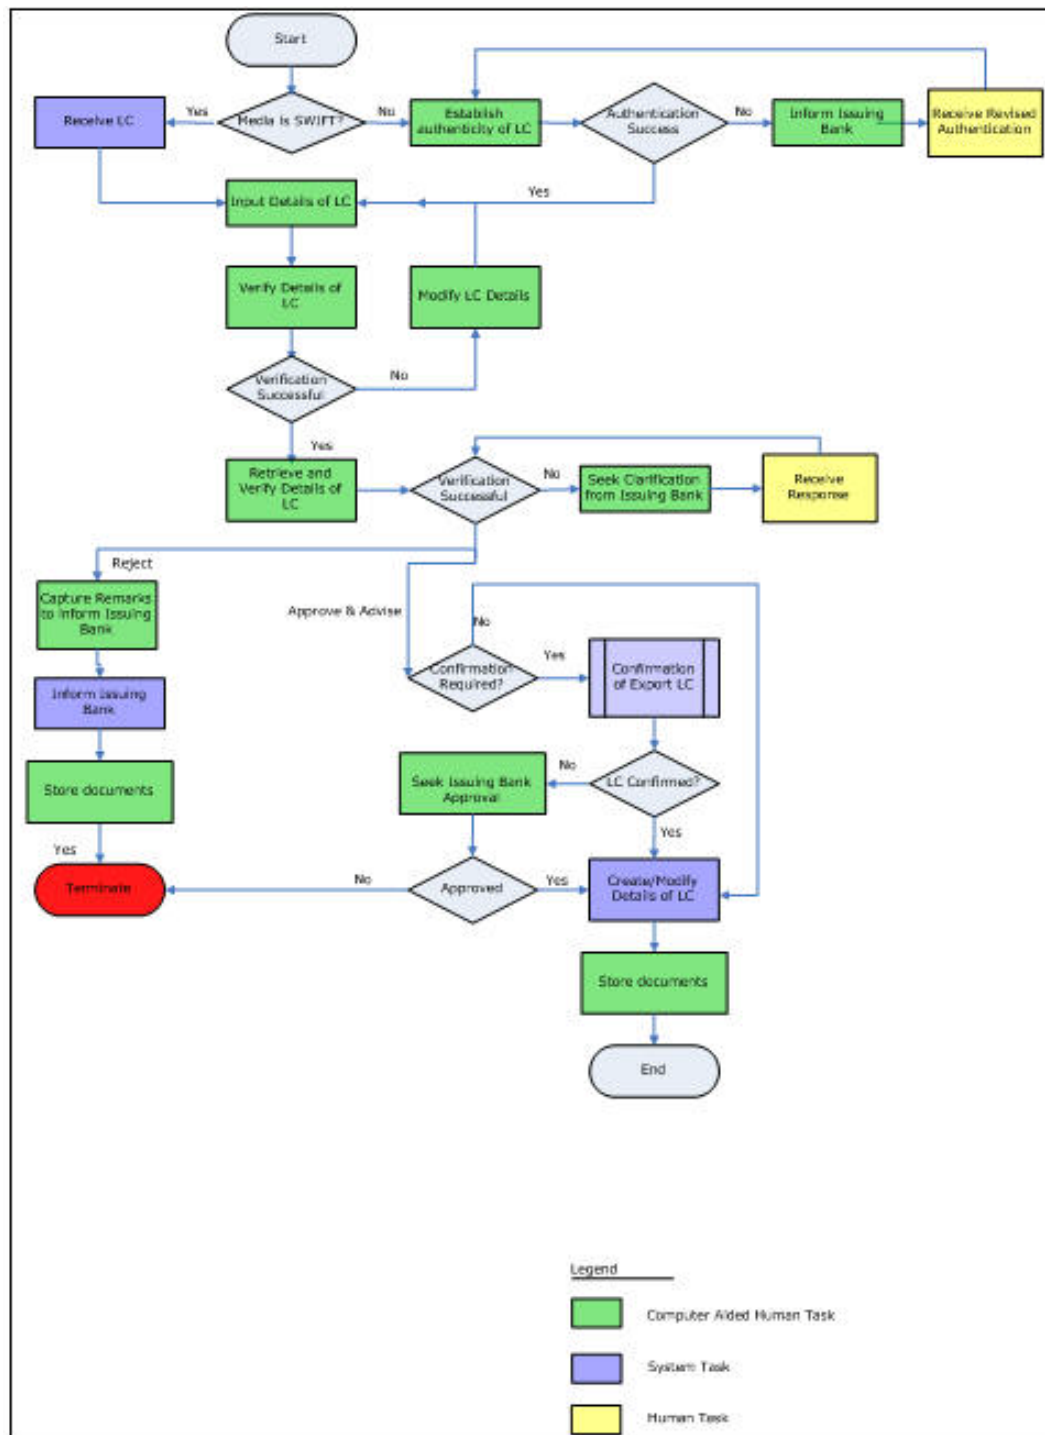 Start
Yes
Media is SWIFT?
No
Receive LC
Establish
authenticity of LC
Authentication
Success
No
Inform Issuing
Bank
Receive Revised
Authentication
Yes
Input Details of LC
Verify Details of
LC
Modify LC Details
Verification
Successful
No
Yes
Retrieve and
Verify Details of
LC
Verification
Successful
No
Seek Clarification
from Issuing Bank
Receive
Response
Reject
Capture Remarks
to Inform Issuing
Bank
Approve & Advise
No
Confirmation
Required?
Yes
Confirmation
of Export LC
Inform Issuing
Bank
Store documents
Seek Issuing Bank
Approval
No
LC Confirmed?
Yes
Yes
Terminate
No
Approved
Yes
Create/Modify
Details of LC
Store documents
End
Legend
Computer Aided Human Task
System Task
Human Task